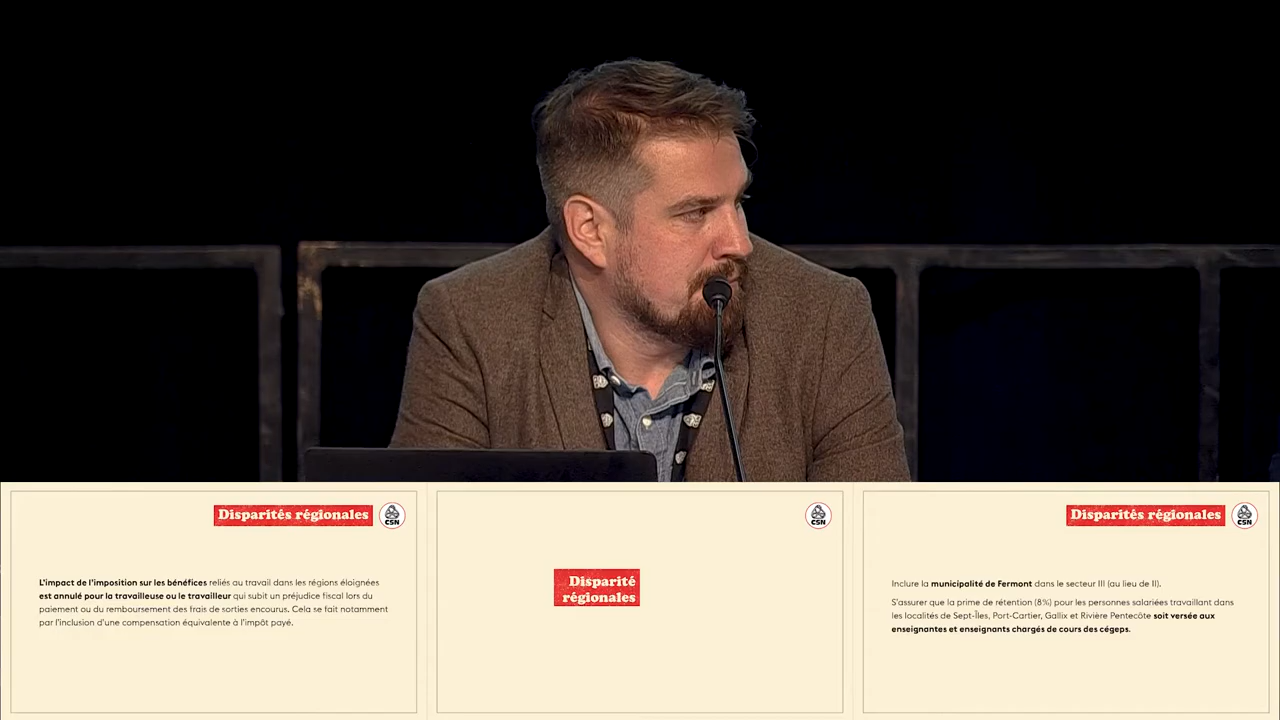 Disparités régionales
CSN
L'impact de l'imposition sur les bénéfices reliés au travail dans les régions éloignées
est annulé pour la travailleuse ou le travailleur qui subit un préjudice fiscal lors du
paiement ou du remboursement des frais de sorties encourus. Cela se fait notamment
par l'inclusion d'une compensation équivalente à l'impôt payé.
CSN
Disparité
régionales
Disparités régionales
CSN
Inclure la municipalité de Fermont dans le secteur III (au lieu de II).
S'assurer que la prime de rétention (8%) pour les personnes salariées travaillant dans
les localités de Sept-Îles, Port-Cartier, Gallix et Rivière Pentecôte soit versée aux
enseignantes et enseignants chargés de cours des cégeps.